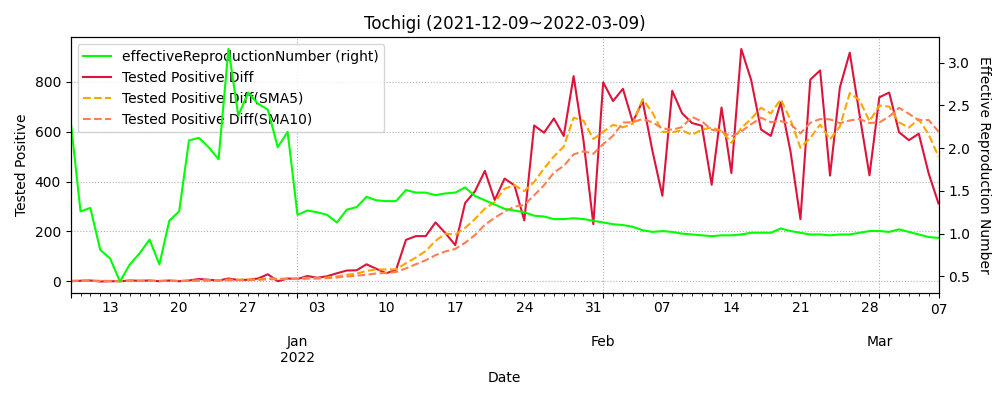 Tochigi (2021-12-09~2022-03-09)
effectiveReproductionNumber (right)
Tested Positive Diff
Tested Positive Diff(SMA5)
Tested Positive Diff(SMA10)
Tested Positive
800
600
400
200
0
3.0
2.5
2.0
1.5
1.0
0.5
Effective Reproduction Number
13 20 27 03 10 17 24 31 07 14 21 28 07
Jan Feb Mar
2022
Date